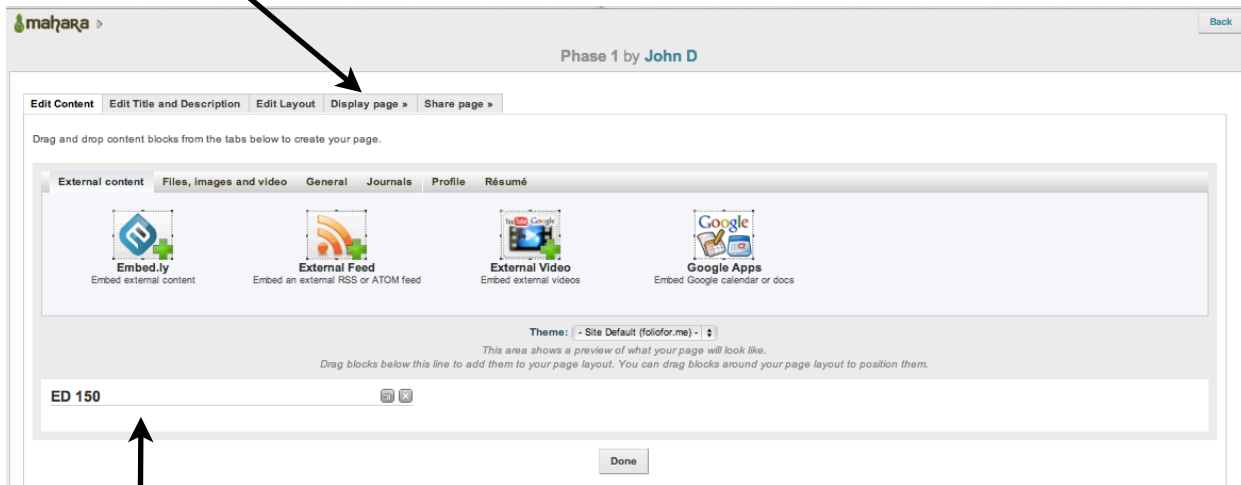 mahara
Back
Phase 1 by John D
Edit Content Edit Title and Description Edit Layout Display page » Share page »
Drag and drop content blocks from the tabs below to create your page.
External content Files, images and video General Journals Profile Résumé
You Tube Google Google
Embed.ly External Feed External Video Google Apps
Embed external content Embed an external RSS or ATOM feed Embed external videos Embed Google calendar or docs
Theme: - Site Default (foliofor.me) -
This area shows a preview of what your page will look like.
Drag blocks below this line to add them to your page layout. You can drag blocks around your page layout to position them.
ED 150
Done